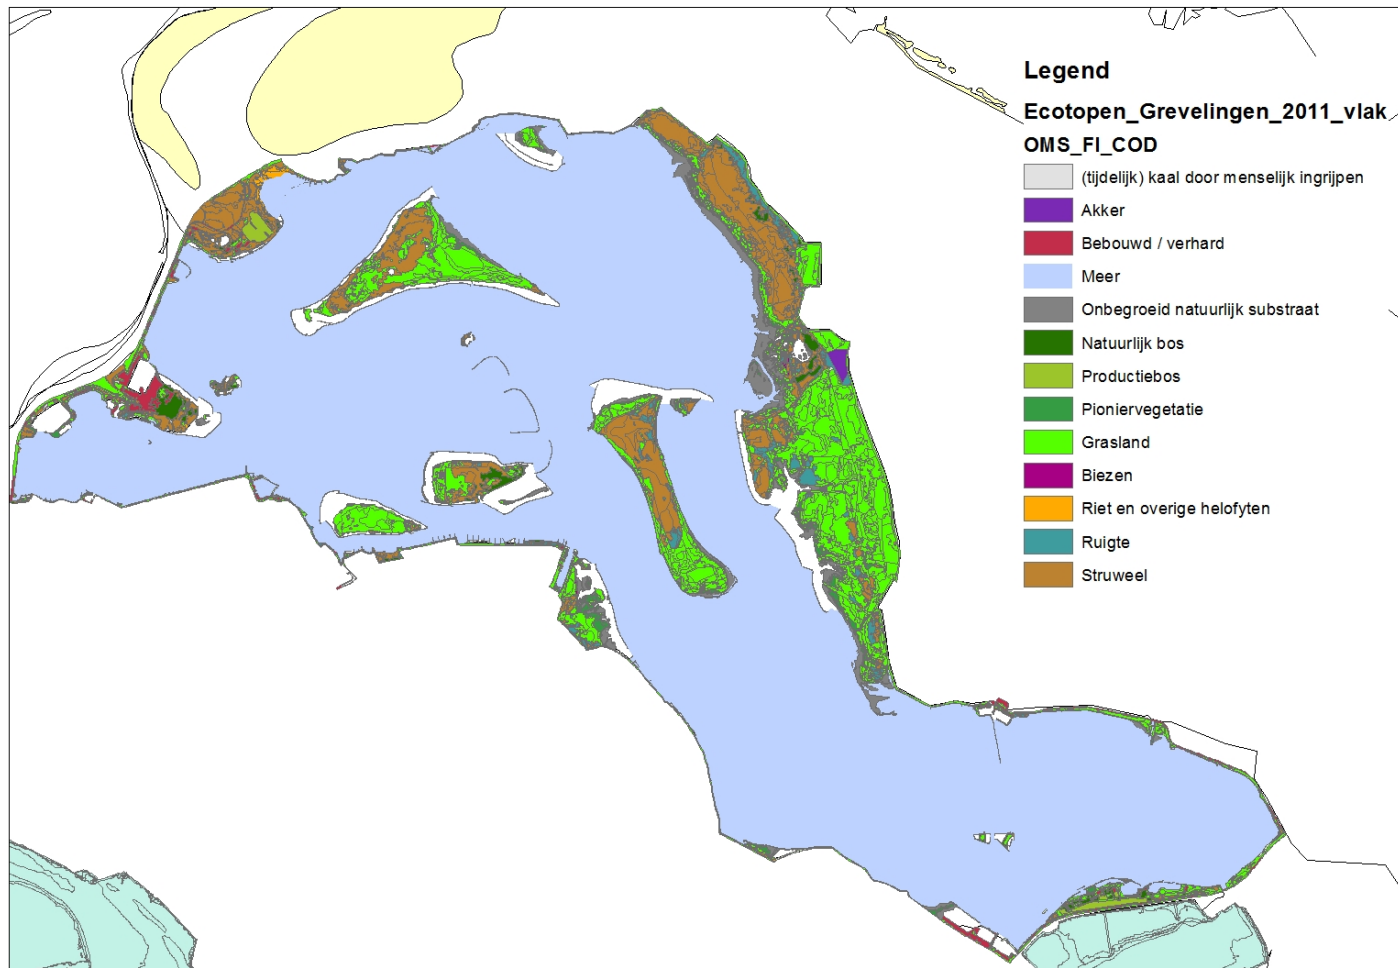 Legend
Ecotopen_Grevelingen_2011_vlak
OMS_FI_COD
(tijdelijk) kaal door menselijk ingrijpen
Akker
Bebouwd / verhard
Meer
Onbegroeid natuurlijk substraat
Natuurlijk bos
Productiebos
Pioniervegetatie
Grasland
Biezen
Riet en overige helofyten
Ruigte
Struweel